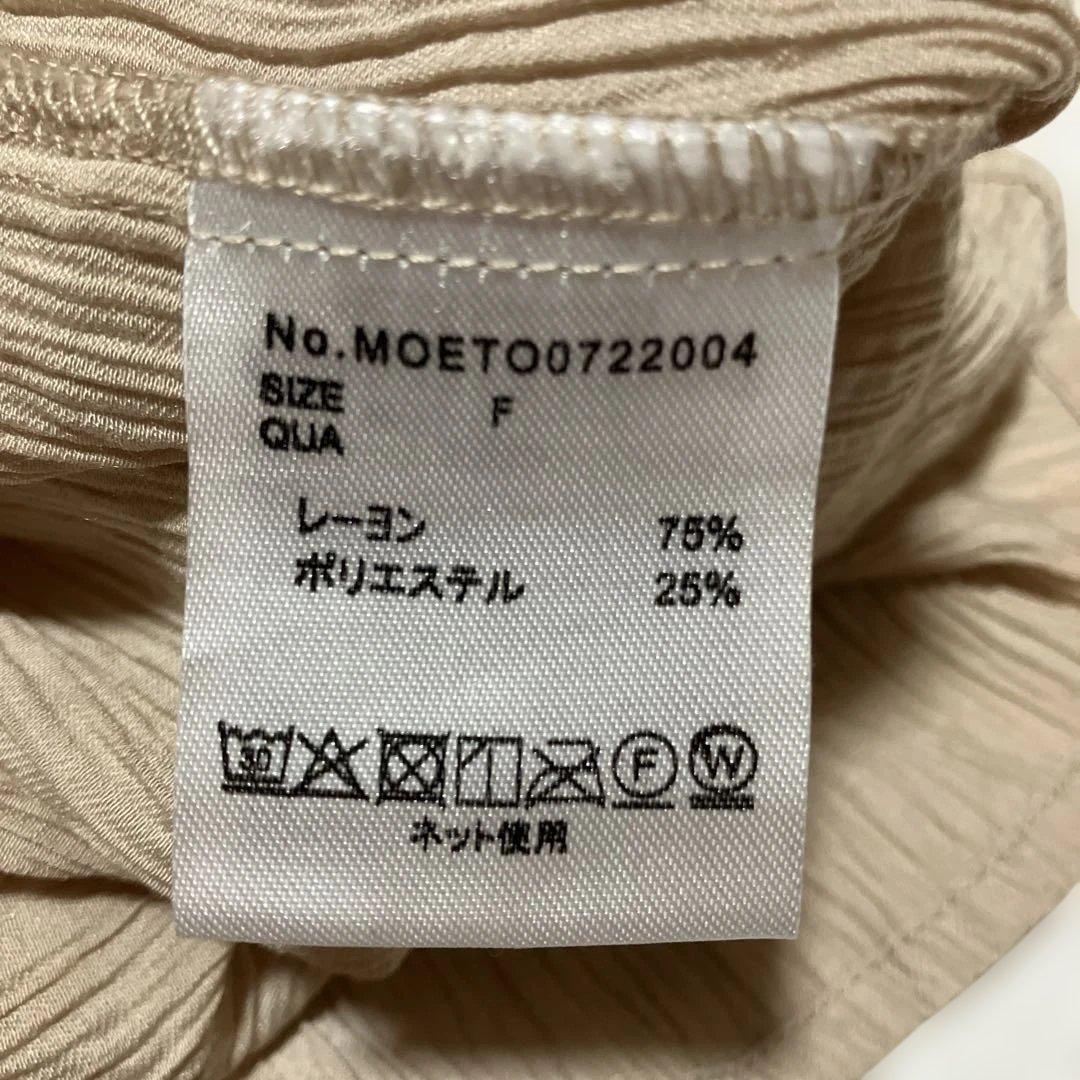 No.MOETO0722004
SIZE F
QUA
レーヨン 75%
ポリエステル 25%
30 F W
ネット使用